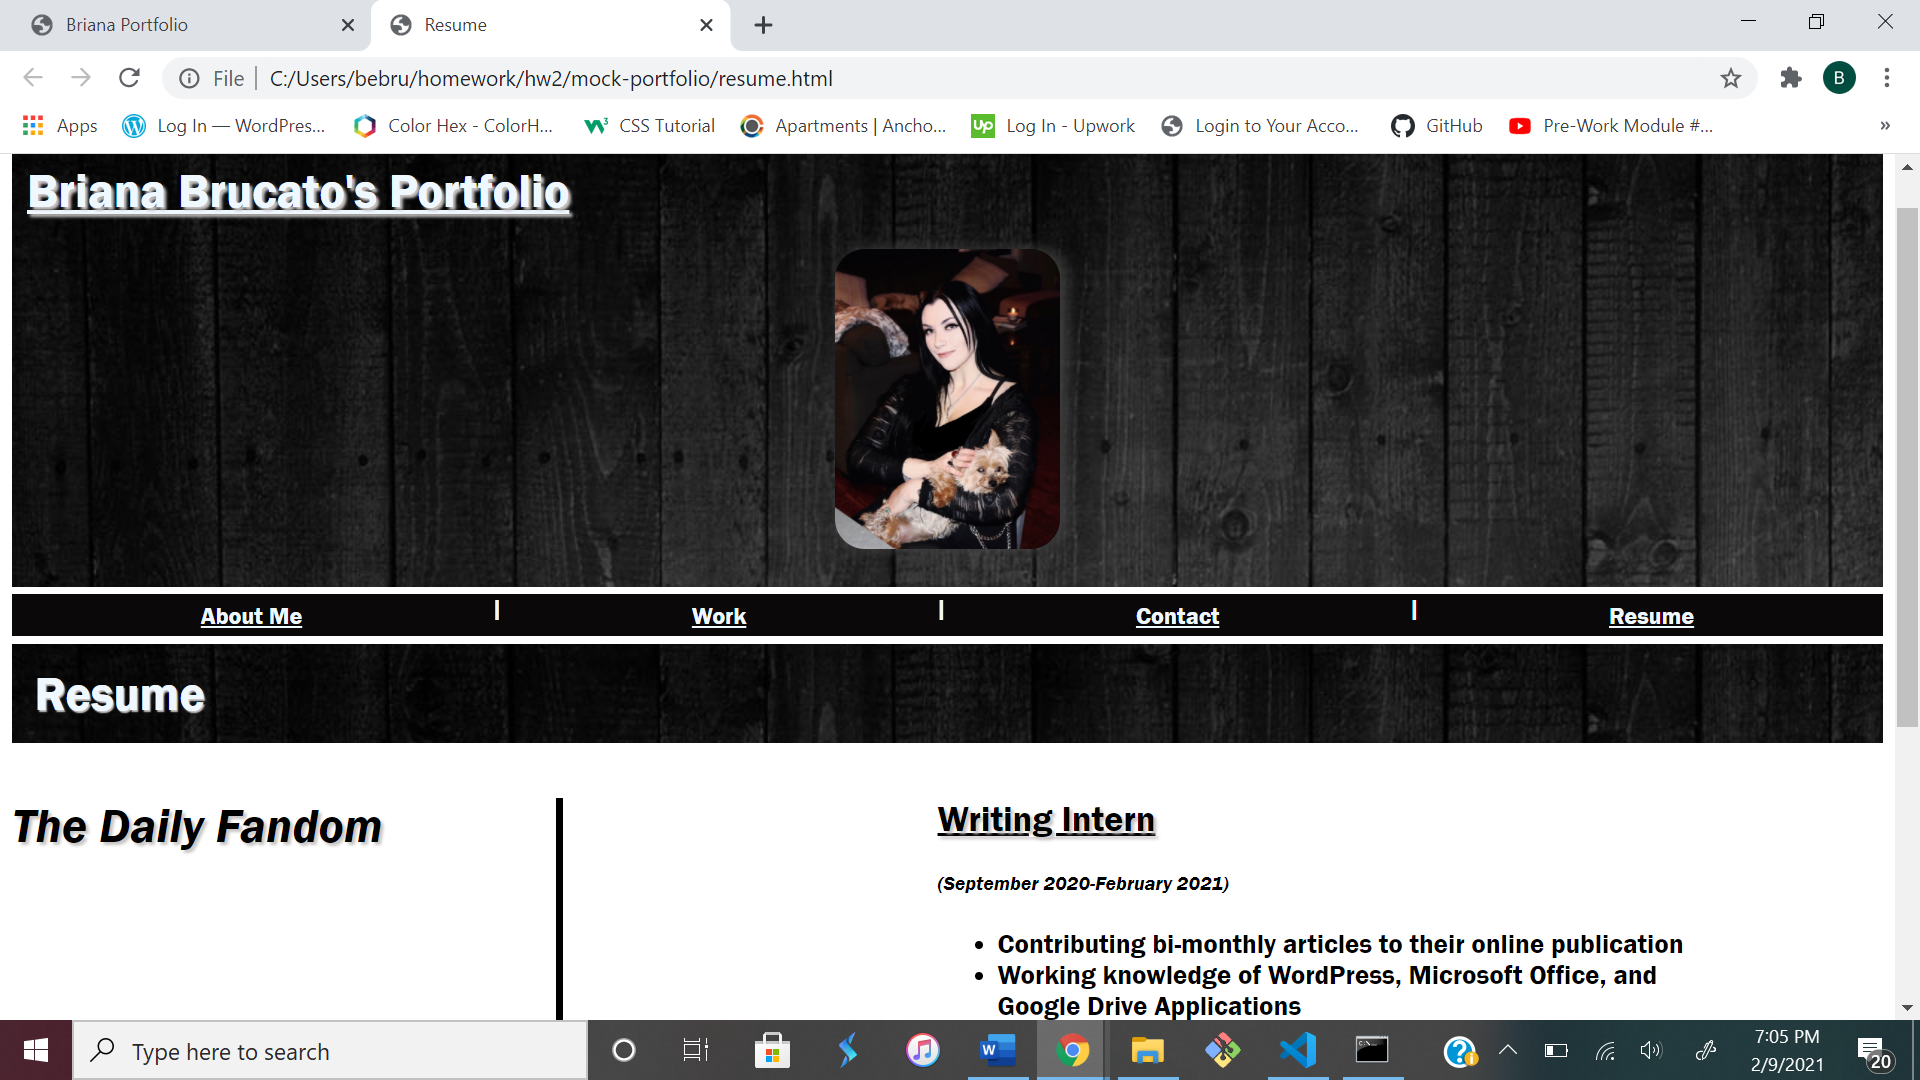 Briana Portfolio
Resume
File
C:/Users/bebru/homework/hw2/mock-portfolio/resume.html
B
Apps
Log In — WordPres...
Color Hex - ColorH...
CSS Tutorial
Apartments | Ancho...
Up
Log In - Upwork
Login to Your Acco...
GitHub
Pre-Work Module #...
»
Briana Brucato's Portfolio
About Me | Work | Contact | Resume
Resume
The Daily Fandom
Writing Intern
(September 2020-February 2021)
• Contributing bi-monthly articles to their online publication
• Working knowledge of WordPress, Microsoft Office, and
Google Drive Applications
Type here to search
7:05 PM
2/9/2021
20